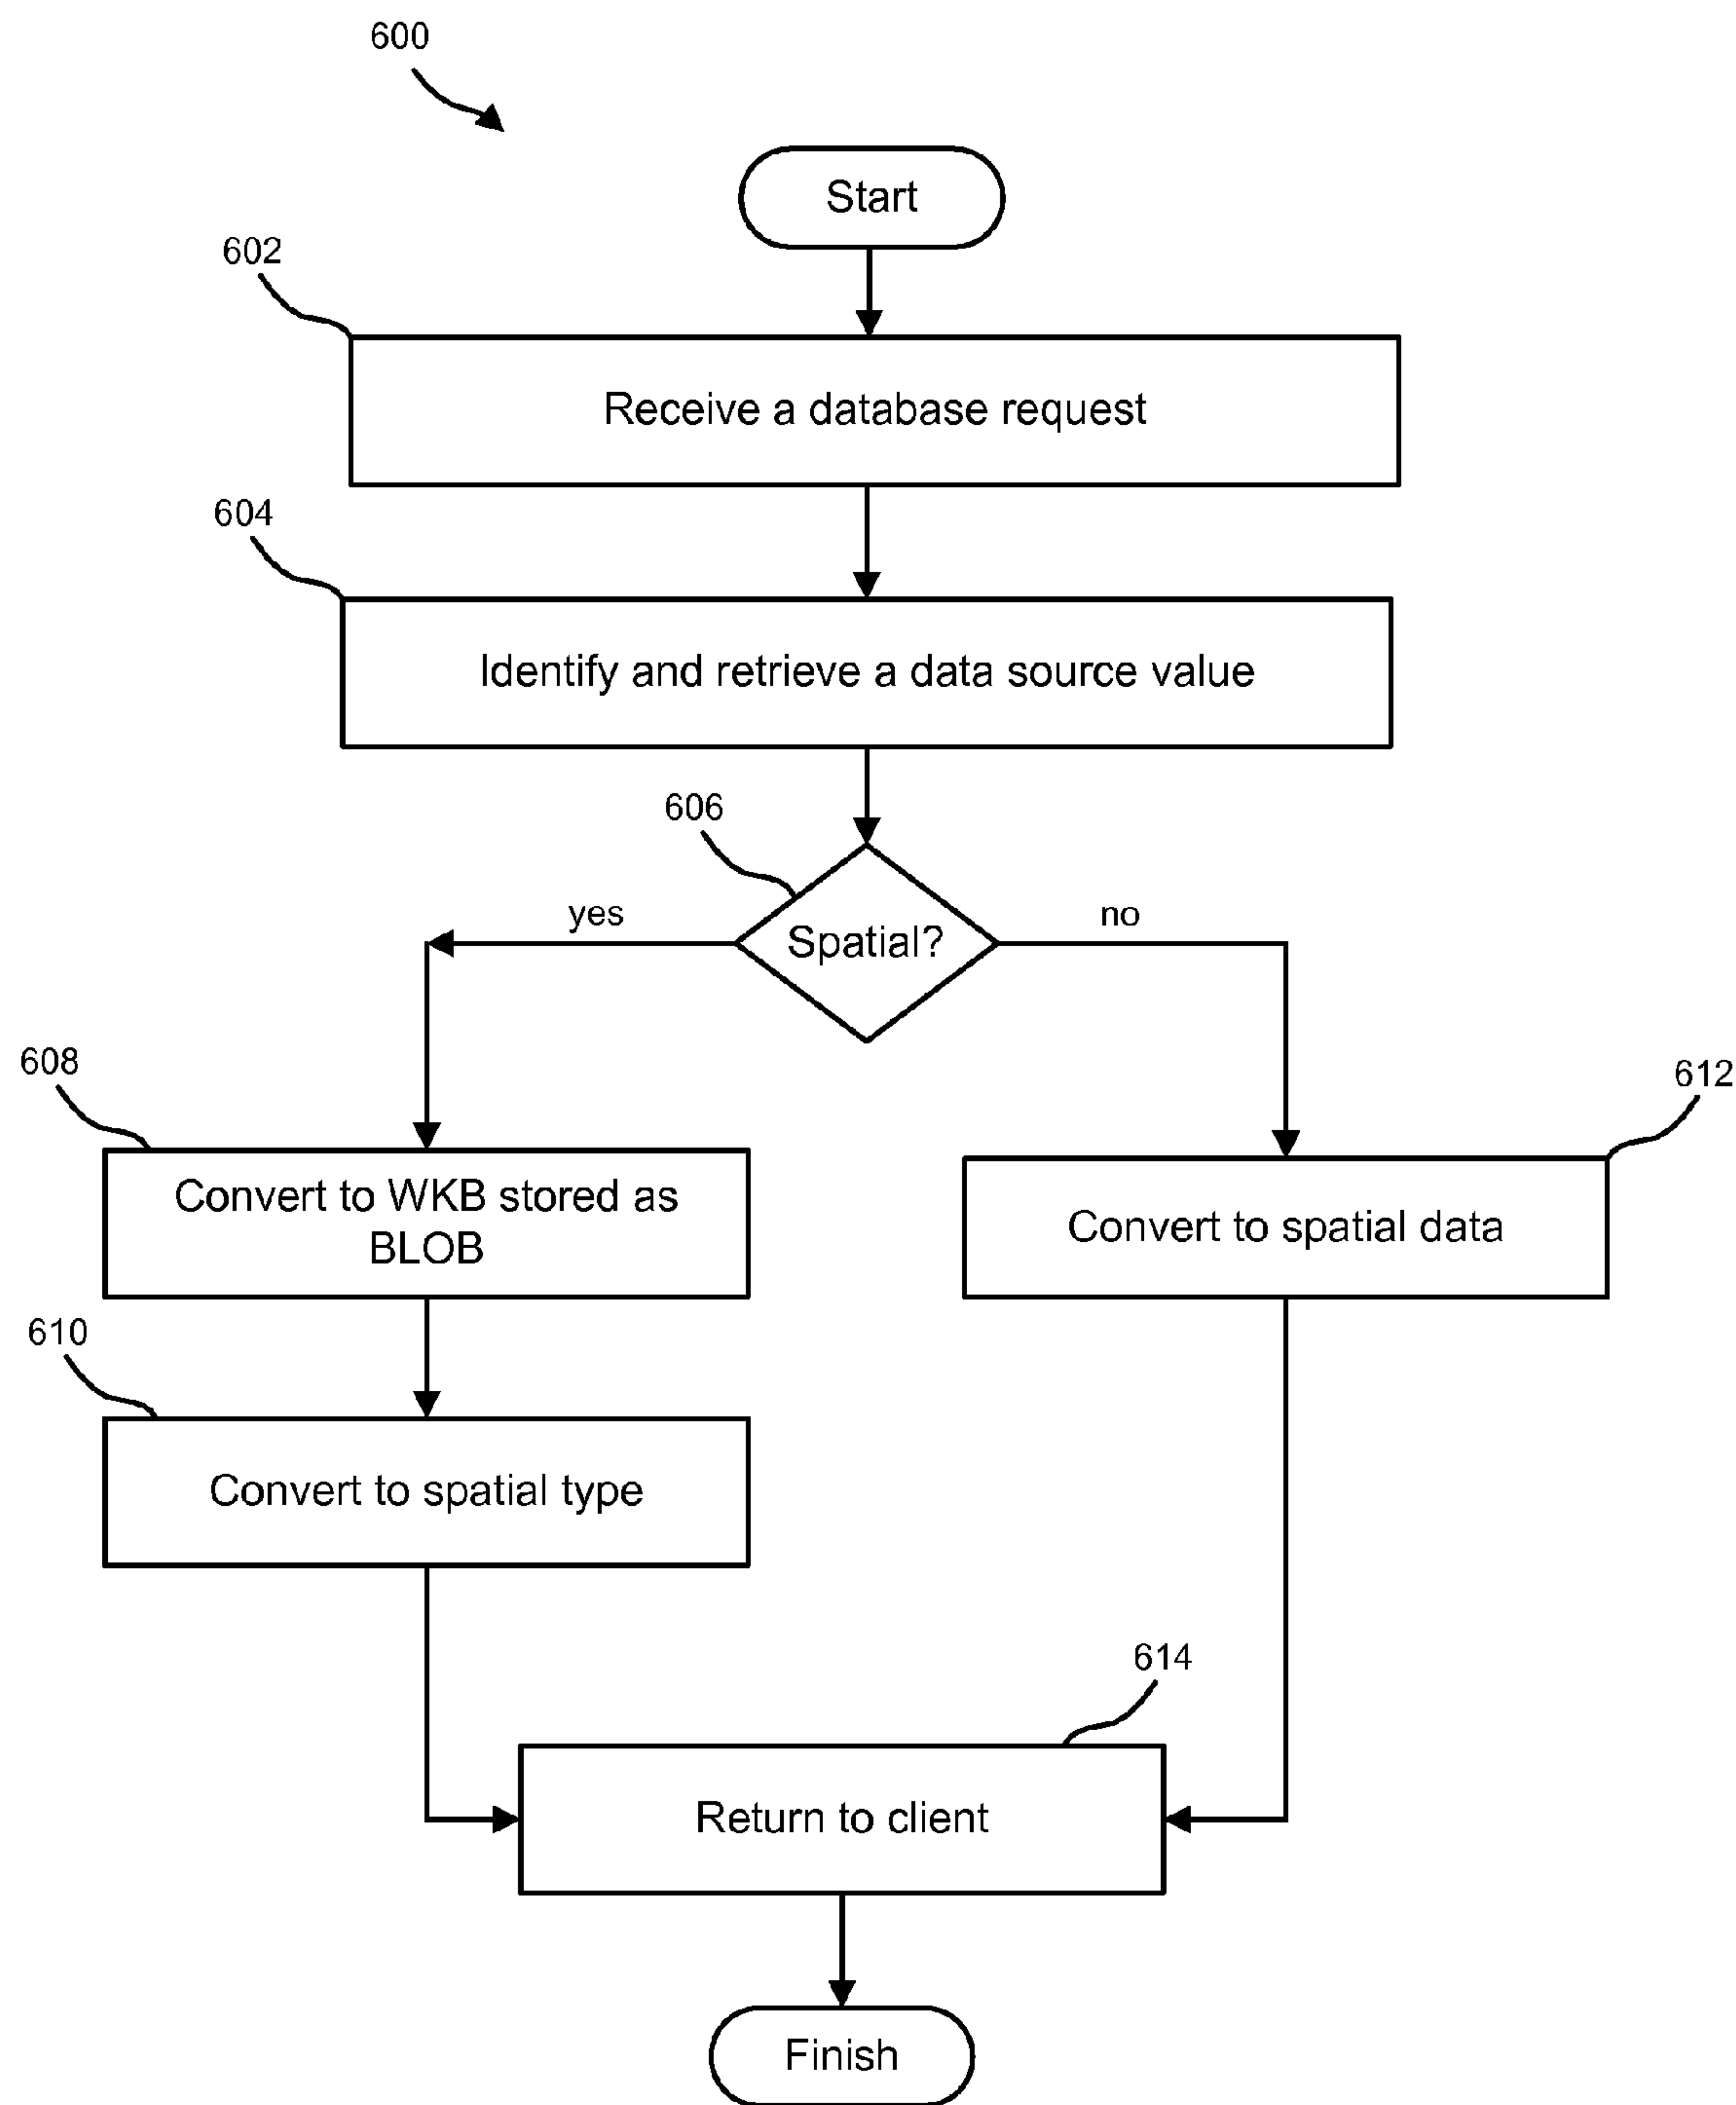 600
Start
602
Receive a database request
604
Identify and retrieve a data source value
606
yes
Spatial?
no
608
612
Convert to WKB stored as
BLOB
Convert to spatial data
610
Convert to spatial type
614
Return to client
Finish